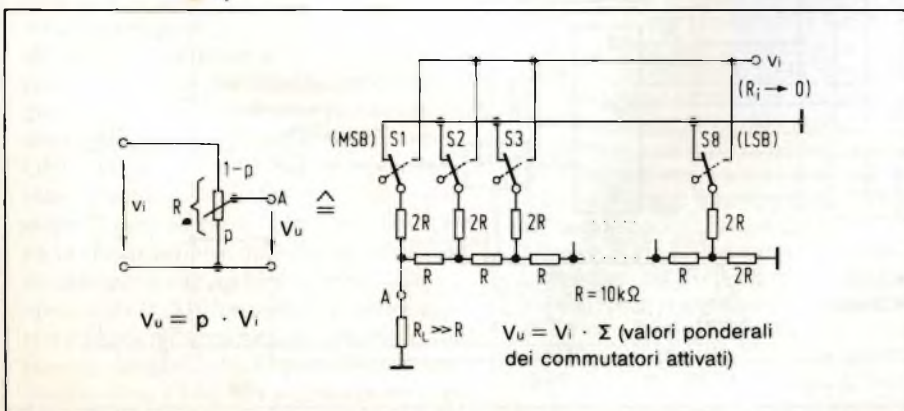 Vi
(Ri → 0)
(MSB) S1 S2 S3 S8 (LSB)
1-p
Vi R A ≙
p Vu
2R 2R 2R 2R
R R R R 2R
A R = 10kΩ
RL >> R
Vu = p · Vi
Vu = Vi · Σ (valori ponderali
dei commutatori attivati)